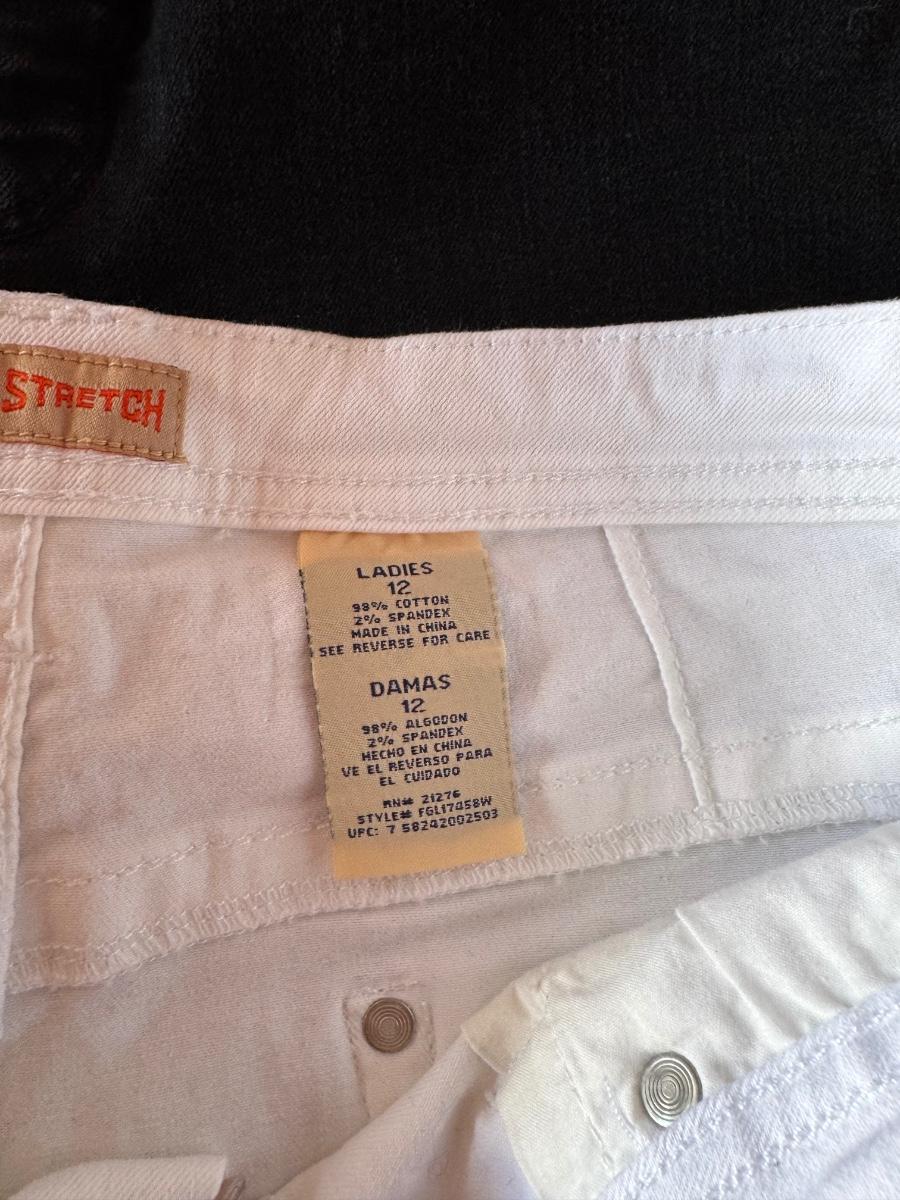 STRETCH
LADIES
12
98% COTTON
2% SPANDEX
MADE IN CHINA
SEE REVERSE FOR CARE
DAMAS
12
98% ALGODON
2% SPANDEX
HECHO EN CHINA
VE EL REVERSO PARA
EL CUIDADO
RN# 21276
STYLE# FGL17458W
UPC: 7 58242002503